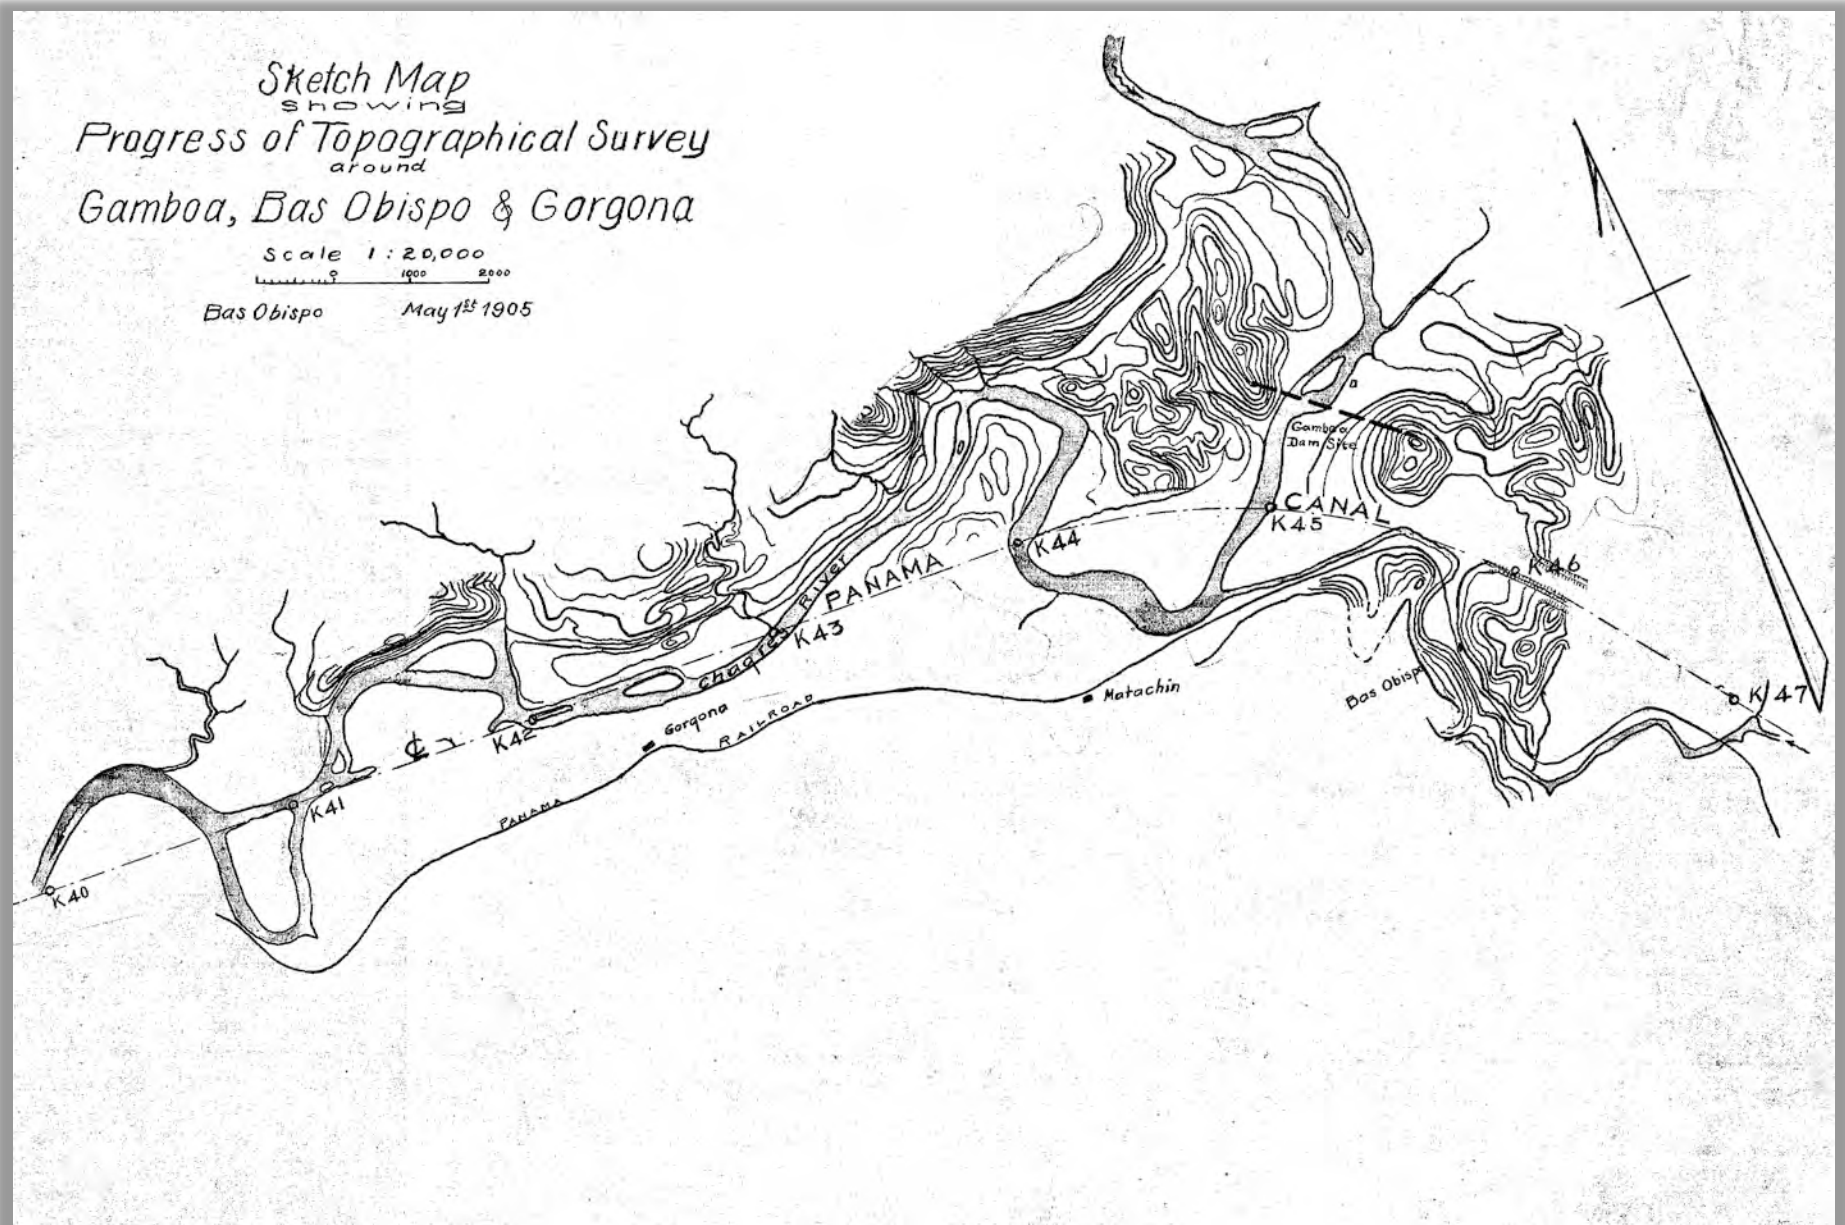 Sketch Map
showing
Progress of Topographical Survey
around
Gamboa, Bas Obispo & Gorgona
Scale 1 : 20,000
0 1000 2000
Bas Obispo May 1st 1905
Gamboa
Dam Site
CANAL
K45
K44
K46
PANAMA
River
K43
Chagres
Bas Obispo
K47
Matachin
Gorgona
RAILROAD
K42
PANAMA
K41
K40